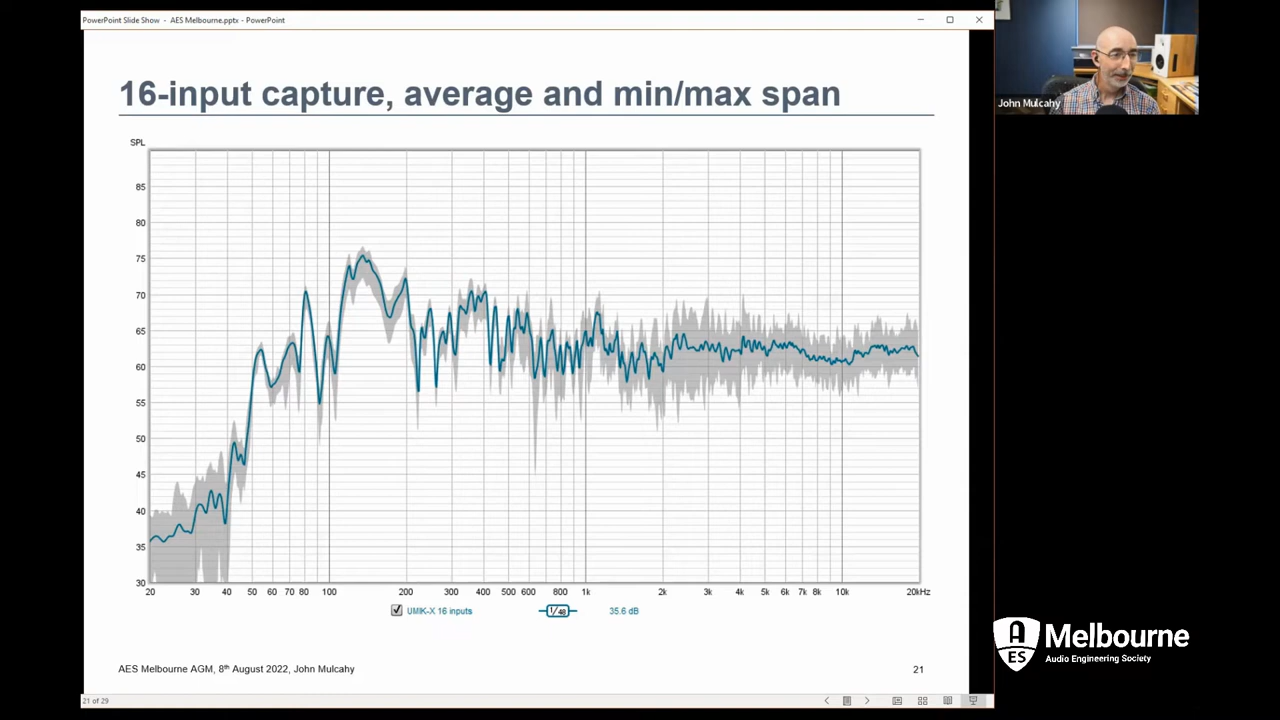 PowerPoint Slide Show - AES Melbourne.pptx - PowerPoint
John Mulcahy
16-input capture, average and min/max span
SPL
85
80
75
70
65
60
55
50
45
40
35
30
20 30 40 50 60 70 80 100 200 300 400 500 600 800 1k 2k 3k 4k 5k 6k 7k 8k 10k 20kHz
UMIK-X 16 inputs 1/48 35.6 dB
AES Melbourne
Audio Engineering Society
AES Melbourne AGM, 8th August 2022, John Mulcahy 21
21 of 29